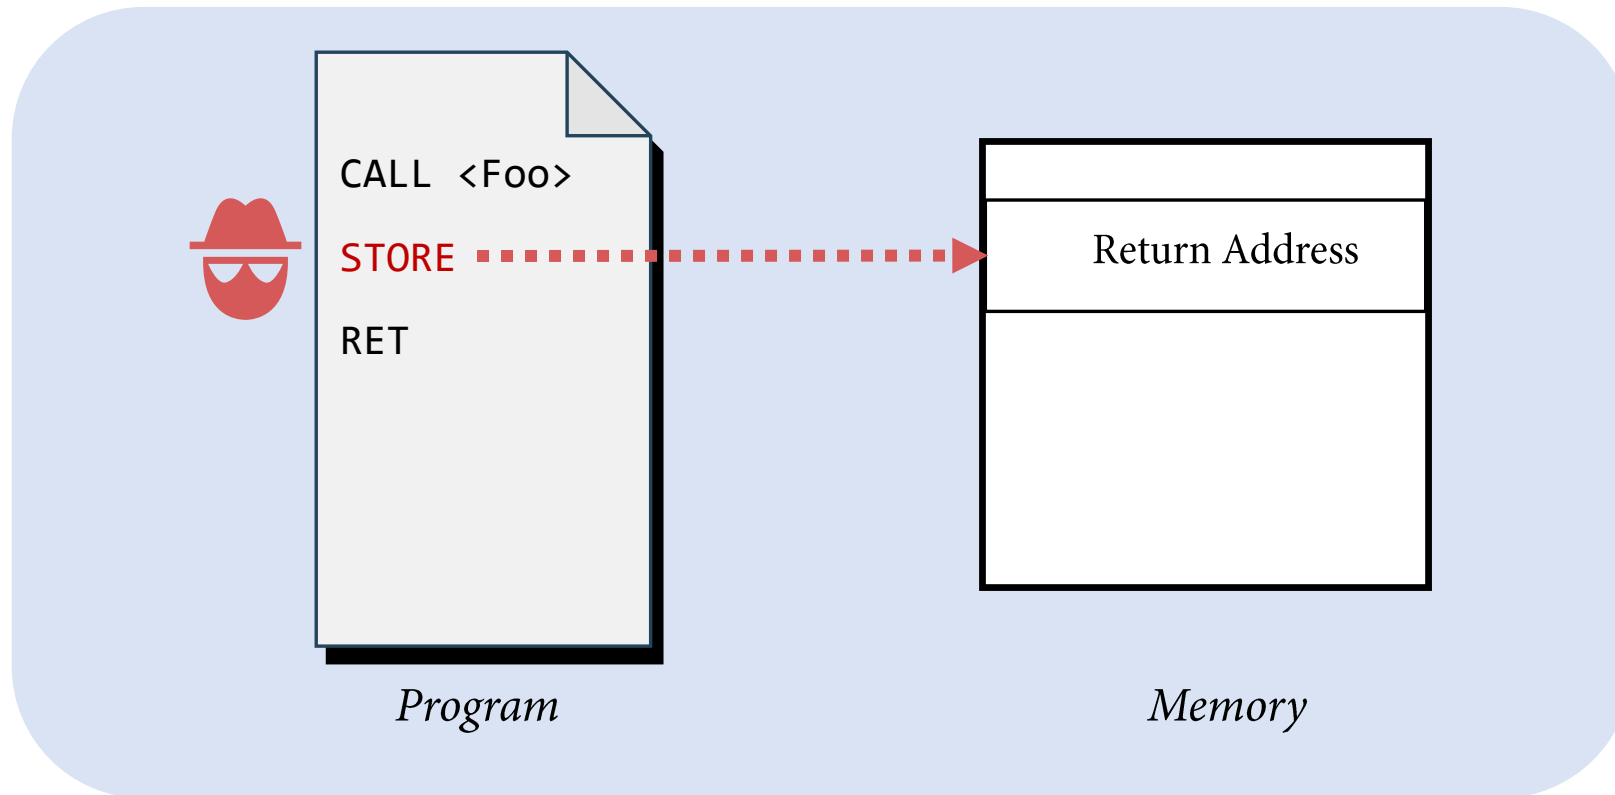 CALL <Foo>
STORE
RET
Return Address
Program
Memory